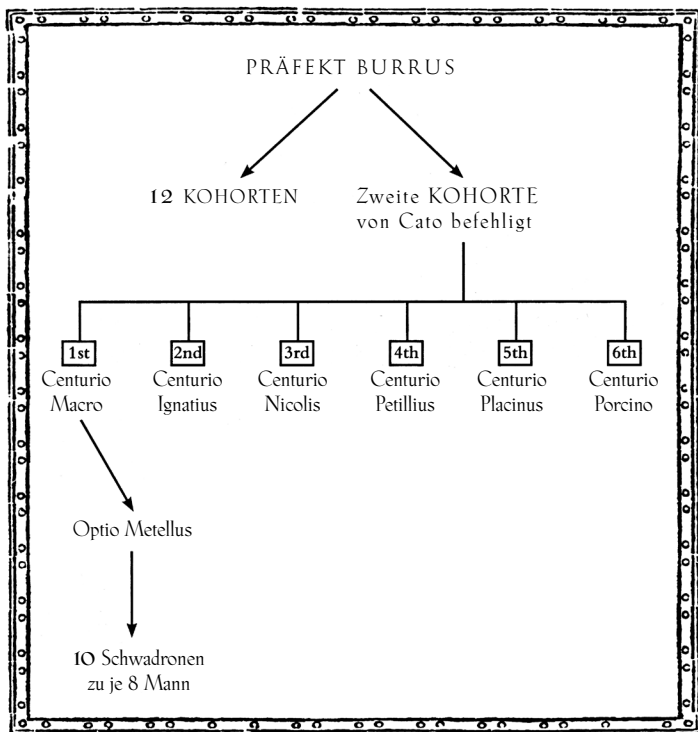 PRÄFEKT BURRUS
12 KOHORTEN
Zweite KOHORTE
von Cato befehligt
1st
Centurio
Macro
2nd
Centurio
Ignatius
3rd
Centurio
Nicolis
4th
Centurio
Petillius
5th
Centurio
Placinus
6th
Centurio
Porcino
Optio Metellus
10 Schwadronen
zu je 8 Mann